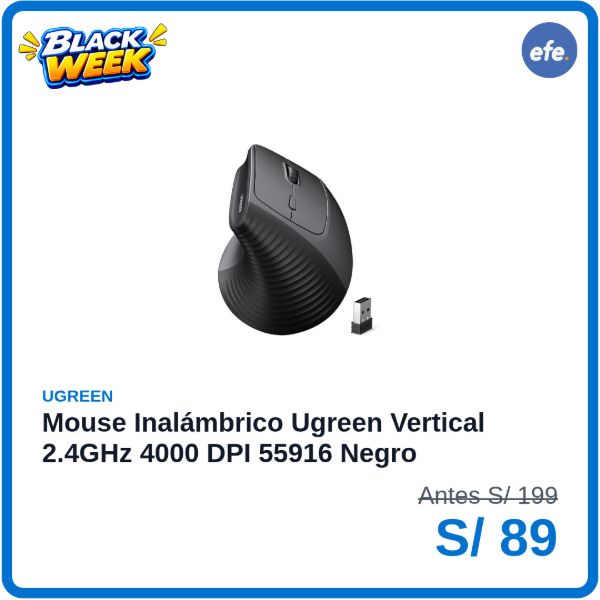 BLACK
WEEK
efe.
UGREEN
Mouse Inalámbrico Ugreen Vertical
2.4GHz 4000 DPI 55916 Negro
Antes S/ 199
S/ 89